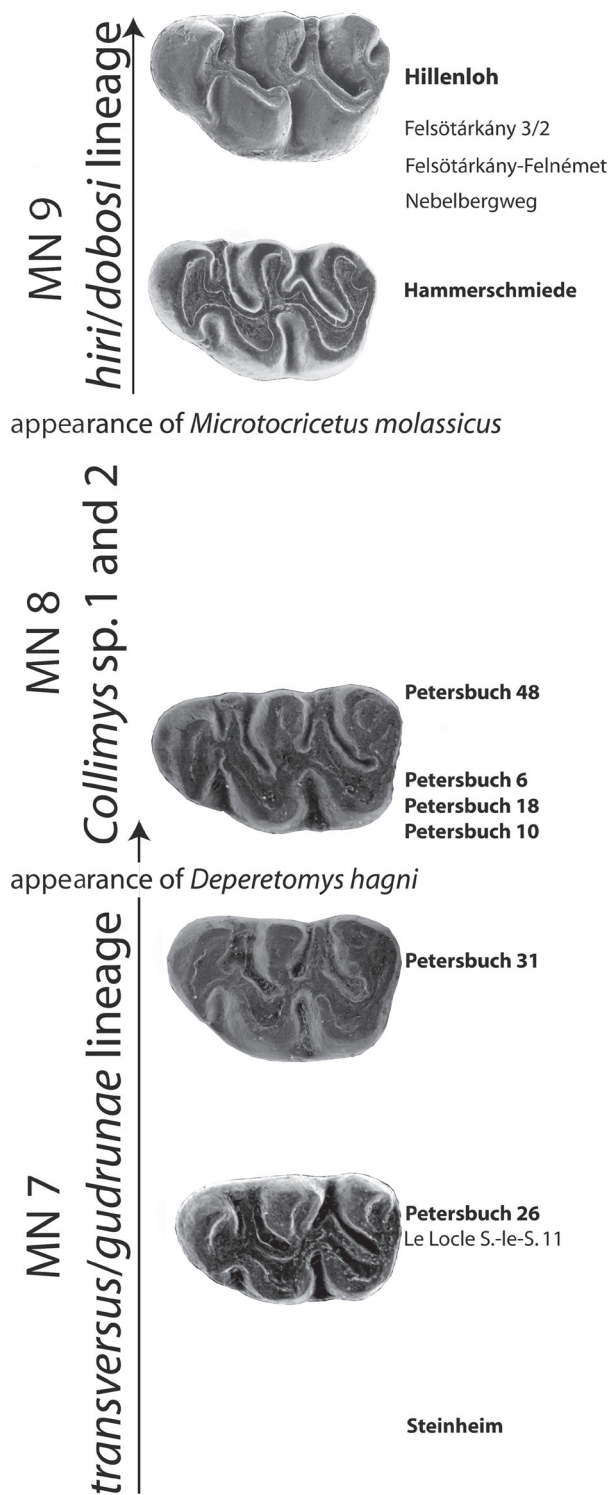 MN 9
hiri/dobosi lineage
Hillenloh
Felsötárkány 3/2
Felsötárkány-Felnémet
Nebelbergweg
Hammerschmiede
appearance of Microtocricetus molassicus
MN 8
Collimys sp. 1 and 2
Petersbuch 48
Petersbuch 6
Petersbuch 18
Petersbuch 10
appearance of Deperetomys hagni
MN 7
transversus/gudrunae lineage
Petersbuch 31
Petersbuch 26
Le Locle S.-le-S. 11
Steinheim